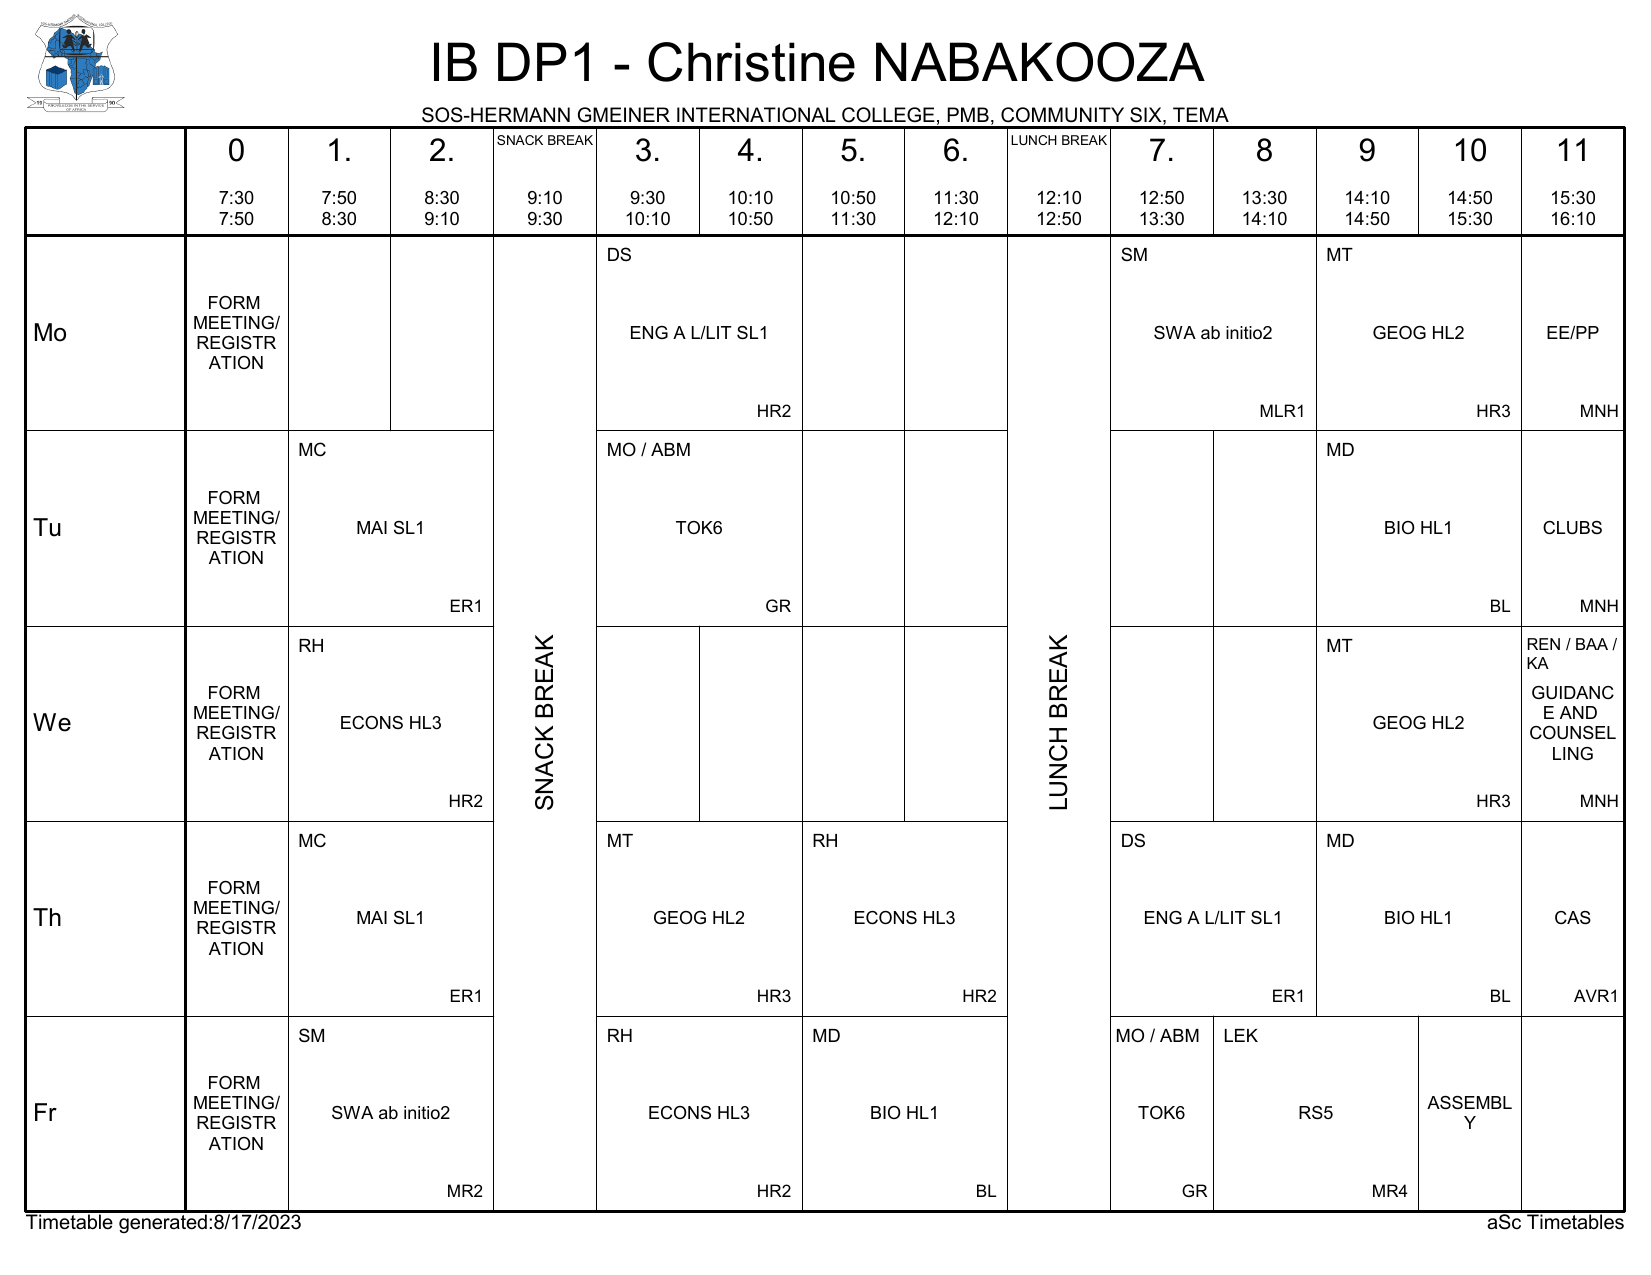 IB DP1 - Christine NABAKOOZA
SOS-HERMANN GMEINER INTERNATIONAL COLLEGE, PMB, COMMUNITY SIX, TEMA
0 1. 2. SNACK BREAK 3. 4. 5. 6. LUNCH BREAK 7. 8 9 10 11
7:30 7:50 8:30 9:10 9:30 10:10 10:50 11:30 12:10 12:50 13:30 14:10 14:50 15:30
7:50 8:30 9:10 9:30 10:10 10:50 11:30 12:10 12:50 13:30 14:10 14:50 15:30 16:10
Mo
FORM
MEETING/
REGISTR
ATION
DS
ENG A L/LIT SL1
HR2
SM
SWA ab initio2
MLR1
MT
GEOG HL2
HR3
EE/PP
MNH
Tu
FORM
MEETING/
REGISTR
ATION
MC
MAI SL1
ER1
MO / ABM
TOK6
GR
MD
BIO HL1
BL
CLUBS
MNH
We
FORM
MEETING/
REGISTR
ATION
RH
ECONS HL3
HR2
SNACK BREAK
LUNCH BREAK
MT
GEOG HL2
HR3
REN / BAA /
KA
GUIDANC
E AND
COUNSEL
LING
MNH
Th
FORM
MEETING/
REGISTR
ATION
MC
MAI SL1
ER1
MT
GEOG HL2
HR3
RH
ECONS HL3
HR2
DS
ENG A L/LIT SL1
ER1
MD
BIO HL1
BL
CAS
AVR1
Fr
FORM
MEETING/
REGISTR
ATION
SM
SWA ab initio2
MR2
RH
ECONS HL3
HR2
MD
BIO HL1
BL
MO / ABM
TOK6
GR
LEK
RS5
MR4
ASSEMBL
Y
Timetable generated:8/17/2023
aSc Timetables